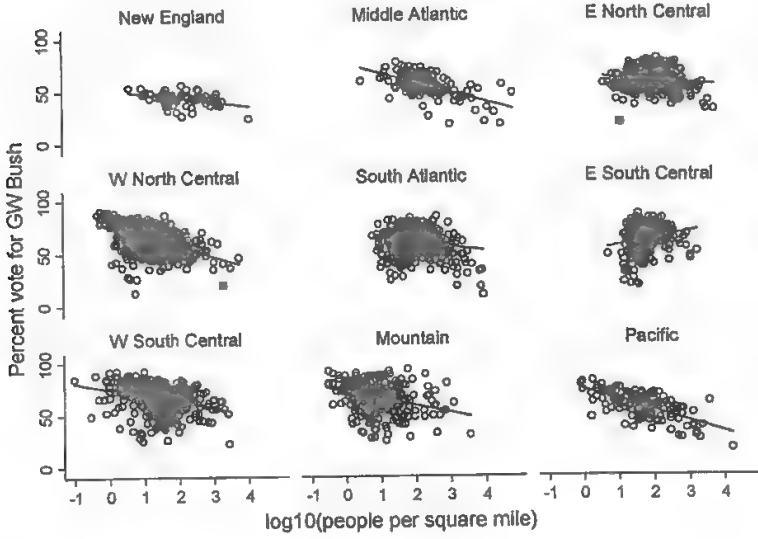 New England
Middle Atlantic
E North Central
100
50
0
W North Central
South Atlantic
E South Central
100
50
0
W South Central
Mountain
Pacific
100
50
0
Percent vote for GW Bush
-1 0 1 2 3 4
-1 0 1 2 3 4
-1 0 1 2 3 4
log10(people per square mile)